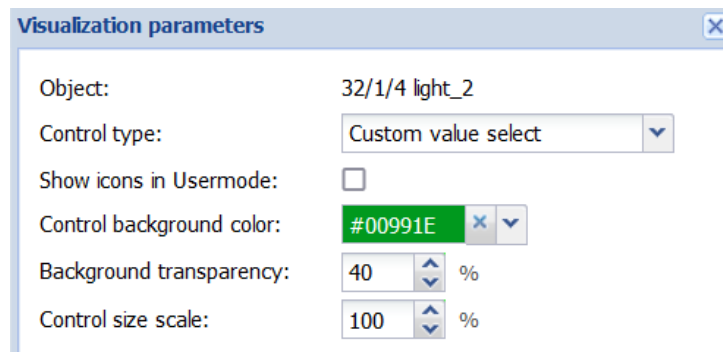 Visualization parameters
Object: 32/1/4 light_2
Control type: Custom value select
Show icons in Usermode:
Control background color: #00991E
Background transparency: 40 %
Control size scale: 100 %